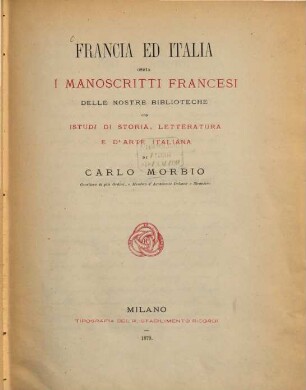 FRANCIA ED ITALIA
OSSIA
I MANOSCRITTI FRANCESI
DELLE NOSTRE BIBLIOTECHE
CON
ISTUDI DI STORIA, LETTERATURA
E D'ARTE ITALIANA
DI
CARLO MORBIO
MILANO
TIPOGRAFIA DEL R. STABILIMENTO RICORDI
1873.